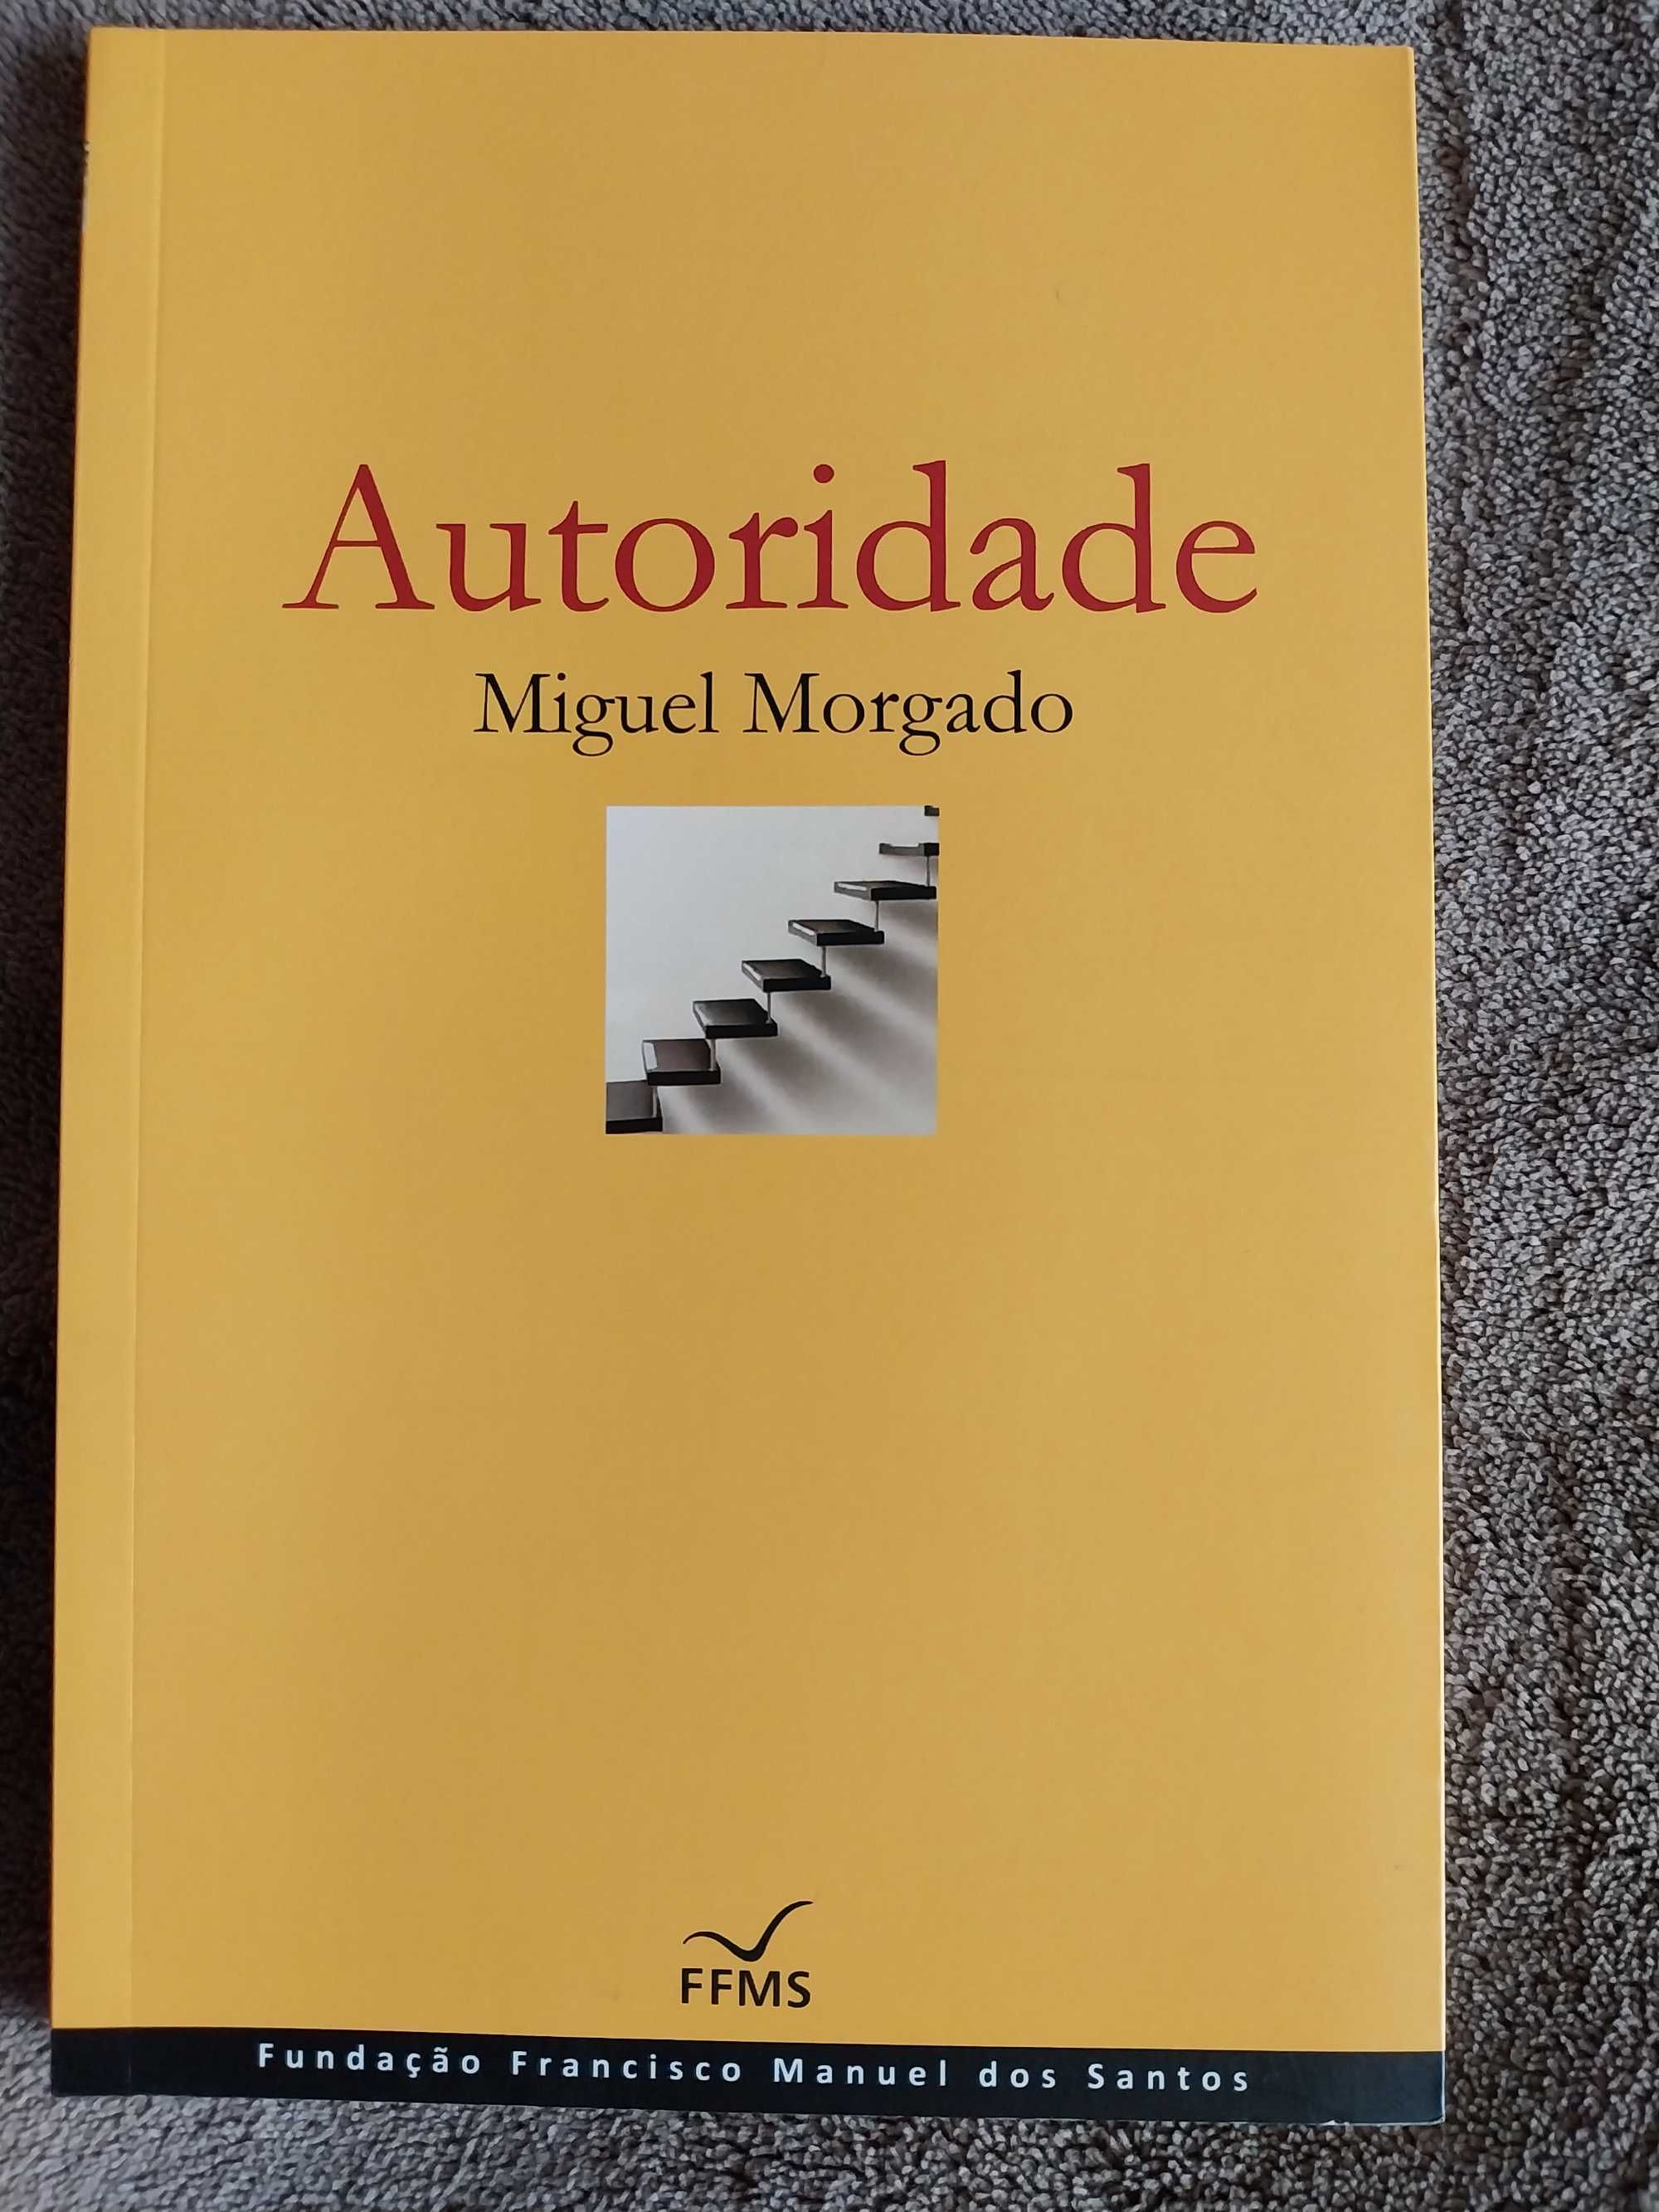 Autoridade
Miguel Morgado
FFMS
Fundação Francisco Manuel dos Santos